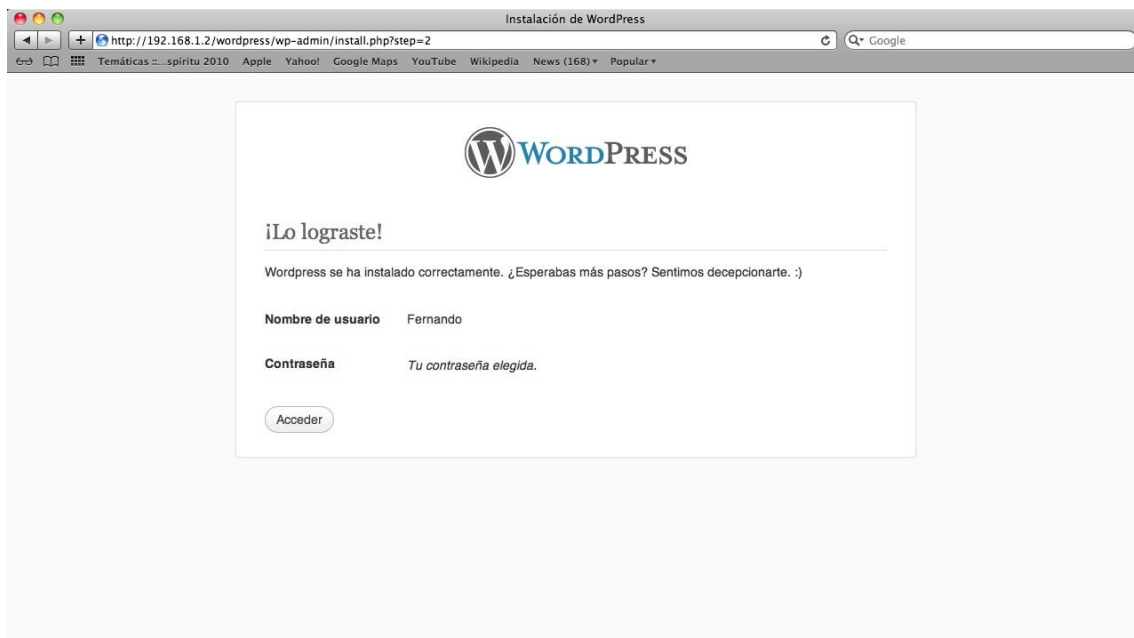 Instalación de WordPress
http://192.168.1.2/wordpress/wp-admin/install.php?step=2
Google
Temáticas ::...spiritu 2010 Apple Yahoo! Google Maps YouTube Wikipedia News (168) Popular
WORDPRESS
¡Lo lograste!
Wordpress se ha instalado correctamente. ¿Esperabas más pasos? Sentimos decepcionarte. :)
Nombre de usuario Fernando
Contraseña Tu contraseña elegida.
Acceder